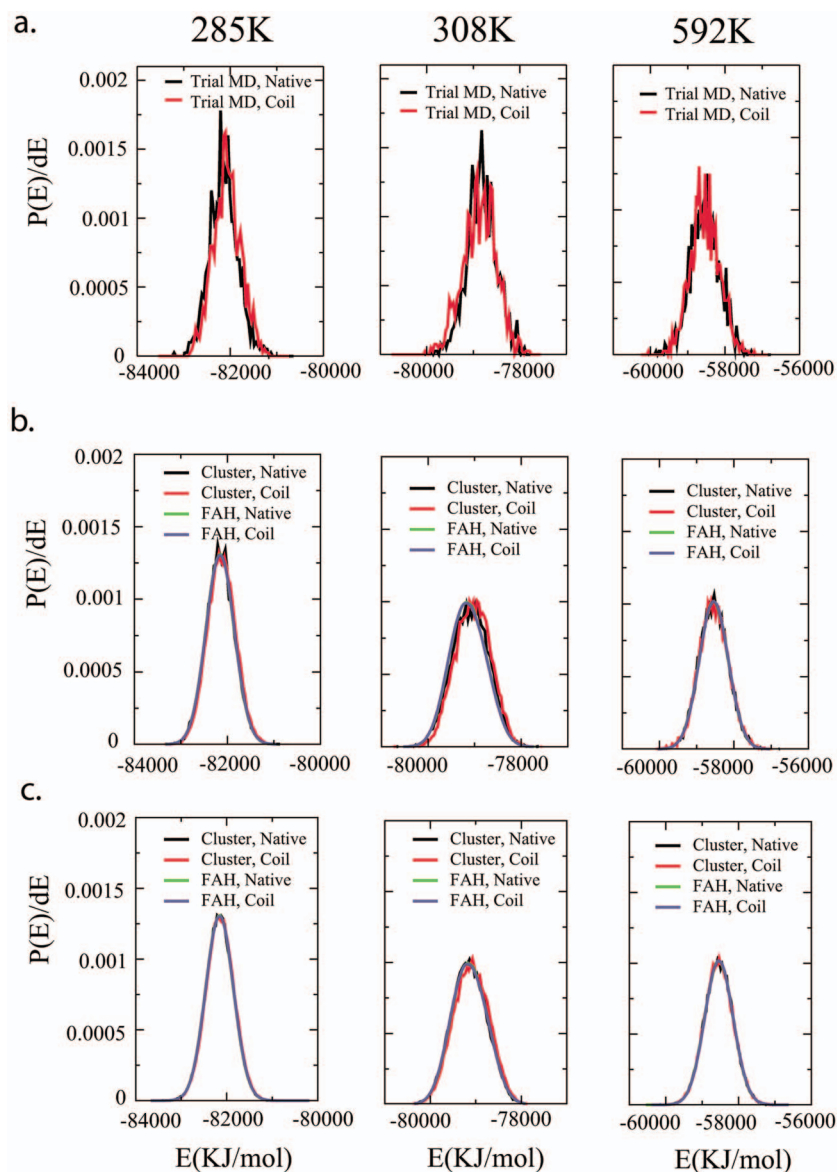 a.
285K 308K 592K
0.002
Trial MD, Native
Trial MD, Coil
Trial MD, Native
Trial MD, Coil
Trial MD, Native
Trial MD, Coil
0.0015
P(E)/dE
0.001
0.0005
0
-84000 -82000 -80000 -80000 -78000 -60000 -58000 -56000
b.
0.002
Cluster, Native
Cluster, Coil
FAH, Native
FAH, Coil
Cluster, Native
Cluster, Coil
FAH, Native
FAH, Coil
Cluster, Native
Cluster, Coil
FAH, Native
FAH, Coil
0.0015
P(E)/dE
0.001
0.0005
0
-84000 -82000 -80000 -80000 -78000 -60000 -58000 -56000
c.
0.002
Cluster, Native
Cluster, Coil
FAH, Native
FAH, Coil
Cluster, Native
Cluster, Coil
FAH, Native
FAH, Coil
Cluster, Native
Cluster, Coil
FAH, Native
FAH, Coil
0.0015
P(E)/dE
0.001
0.0005
0
-84000 -82000 -80000 -80000 -78000 -60000 -58000 -56000
E(KJ/mol) E(KJ/mol) E(KJ/mol)